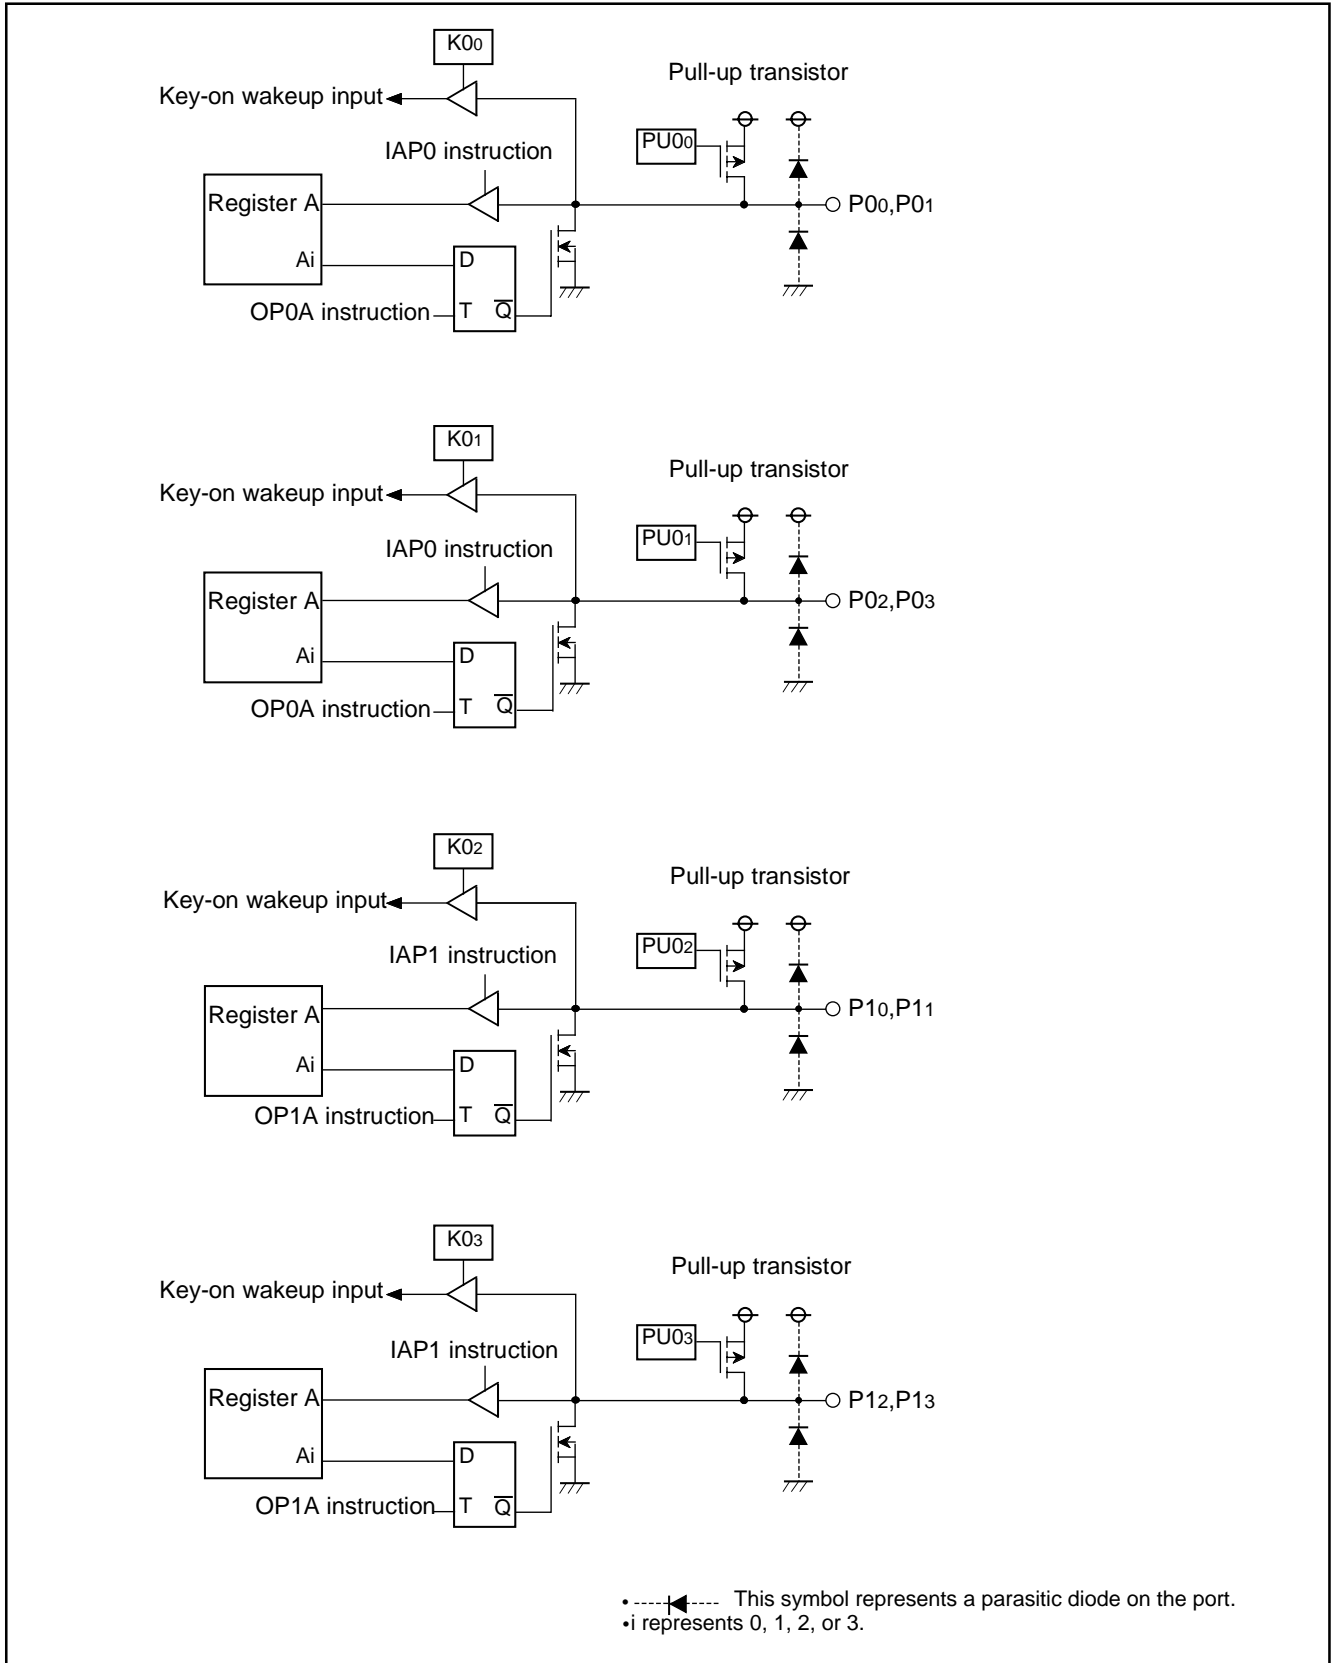 K00
Pull-up transistor
Key-on wakeup input
PU00
IAP0 instruction
Register A
P00,P01
Ai
D
OP0A instruction
T Q̅
K01
Pull-up transistor
Key-on wakeup input
PU01
IAP0 instruction
Register A
P02,P03
Ai
D
OP0A instruction
T Q̅
K02
Pull-up transistor
Key-on wakeup input
PU02
IAP1 instruction
Register A
P10,P11
Ai
D
OP1A instruction
T Q̅
K03
Pull-up transistor
Key-on wakeup input
PU03
IAP1 instruction
Register A
P12,P13
Ai
D
OP1A instruction
T Q̅
• This symbol represents a parasitic diode on the port.
•i represents 0, 1, 2, or 3.